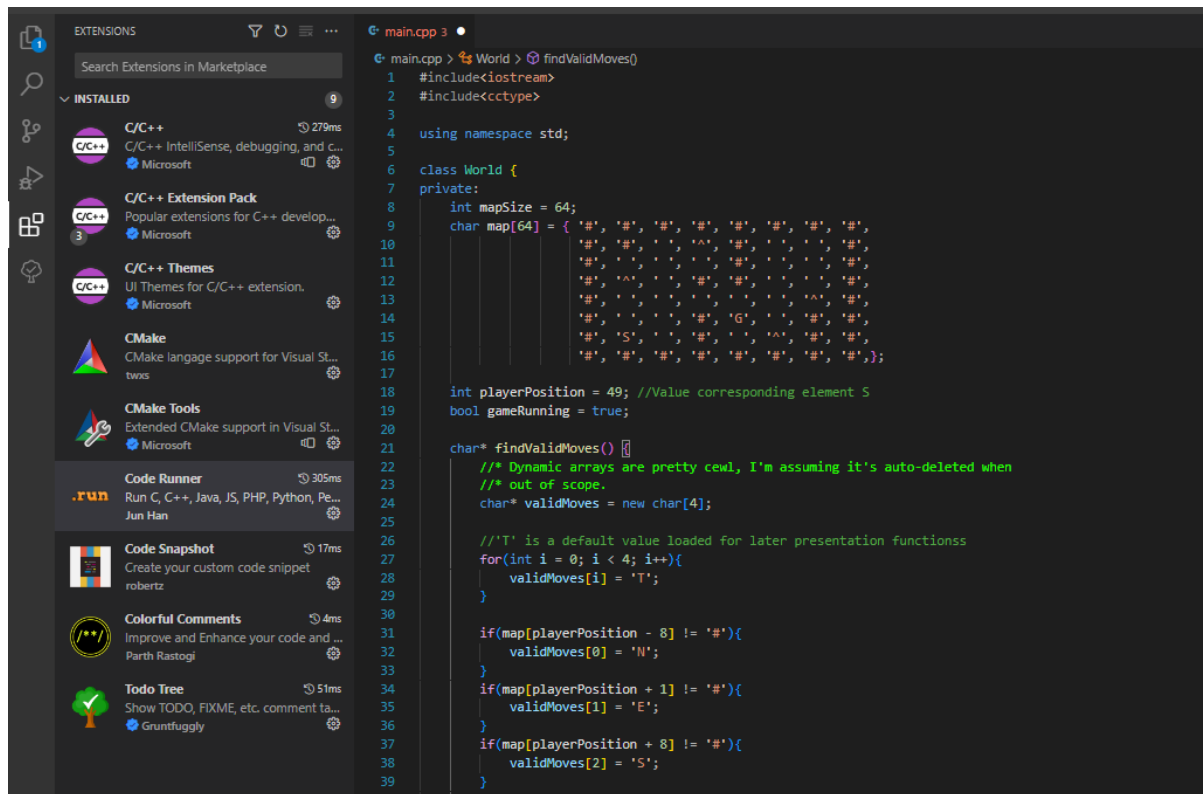 EXTENSIONS
Search Extensions in Marketplace
INSTALLED 9
1
C/C++ 279ms
C/C++ IntelliSense, debugging, and c...
Microsoft
C/C++
C/C++ Extension Pack
Popular extensions for C++ develop...
Microsoft
C/C++
3
C/C++ Themes
UI Themes for C/C++ extension.
Microsoft
C/C++
CMake
CMake langage support for Visual St...
twxs
CMake Tools
Extended CMake support in Visual St...
Microsoft
Code Runner 305ms
Run C, C++, Java, JS, PHP, Python, Pe...
Jun Han
.run
Code Snapshot 17ms
Create your custom code snippet
robertz
Colorful Comments 4ms
Improve and Enhance your code and ...
Parth Rastogi
/**/
Todo Tree 51ms
Show TODO, FIXME, etc. comment ta...
Gruntfuggly
main.cpp 3
main.cpp > World > findValidMoves()
1 #include<iostream>
2 #include<cctype>
3
4 using namespace std;
5
6 class World {
7 private:
8 int mapSize = 64;
9 char map[64] = { '#', '#', '#', '#', '#', '#', '#', '#',
10 '#', '#', ' ', '^', '#', ' ', ' ', '#',
11 '#', ' ', ' ', ' ', '#', ' ', ' ', '#',
12 '#', '^', ' ', '#', '#', ' ', ' ', '#',
13 '#', ' ', ' ', ' ', ' ', ' ', '^', '#',
14 '#', ' ', ' ', '#', 'G', ' ', '#', '#',
15 '#', 'S', ' ', '#', ' ', '^', '#', '#',
16 '#', '#', '#', '#', '#', '#', '#', '#',};
17
18 int playerPosition = 49; //Value corresponding element S
19 bool gameRunning = true;
20
21 char* findValidMoves() {
22 //* Dynamic arrays are pretty cewl, I'm assuming it's auto-deleted when
23 //* out of scope.
24 char* validMoves = new char[4];
25
26 //'T' is a default value loaded for later presentation functionss
27 for(int i = 0; i < 4; i++){
28 validMoves[i] = 'T';
29 }
30
31 if(map[playerPosition - 8] != '#'){
32 validMoves[0] = 'N';
33 }
34 if(map[playerPosition + 1] != '#'){
35 validMoves[1] = 'E';
36 }
37 if(map[playerPosition + 8] != '#'){
38 validMoves[2] = 'S';
39 }